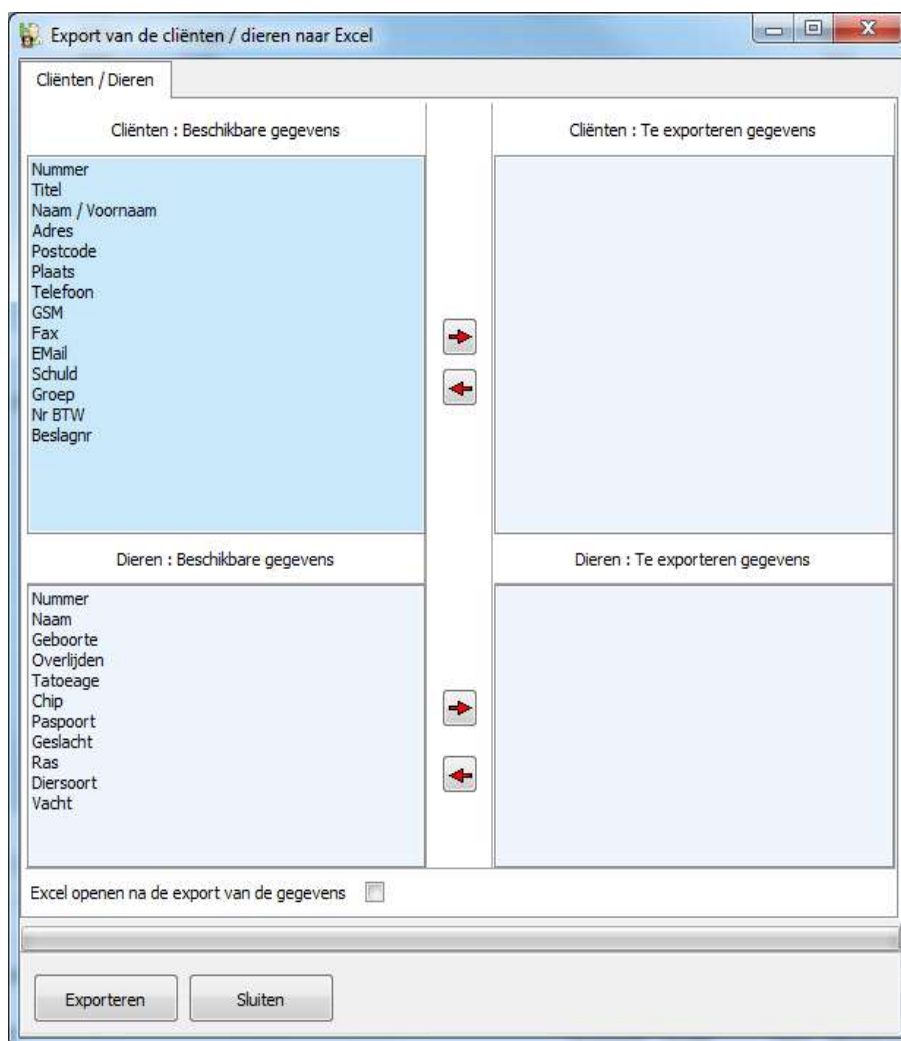 Export van de cliënten / dieren naar Excel
Cliënten / Dieren
Cliënten : Beschikbare gegevens
Nummer
Titel
Naam / Voornaam
Adres
Postcode
Plaats
Telefoon
GSM
Fax
EMail
Schuld
Groep
Nr BTW
Beslagnr
Cliënten : Te exporteren gegevens
Dieren : Beschikbare gegevens
Nummer
Naam
Geboorte
Overlijden
Tatoeage
Chip
Paspoort
Geslacht
Ras
Diersoort
Vacht
Dieren : Te exporteren gegevens
Excel openen na de export van de gegevens
Exporteren
Sluiten